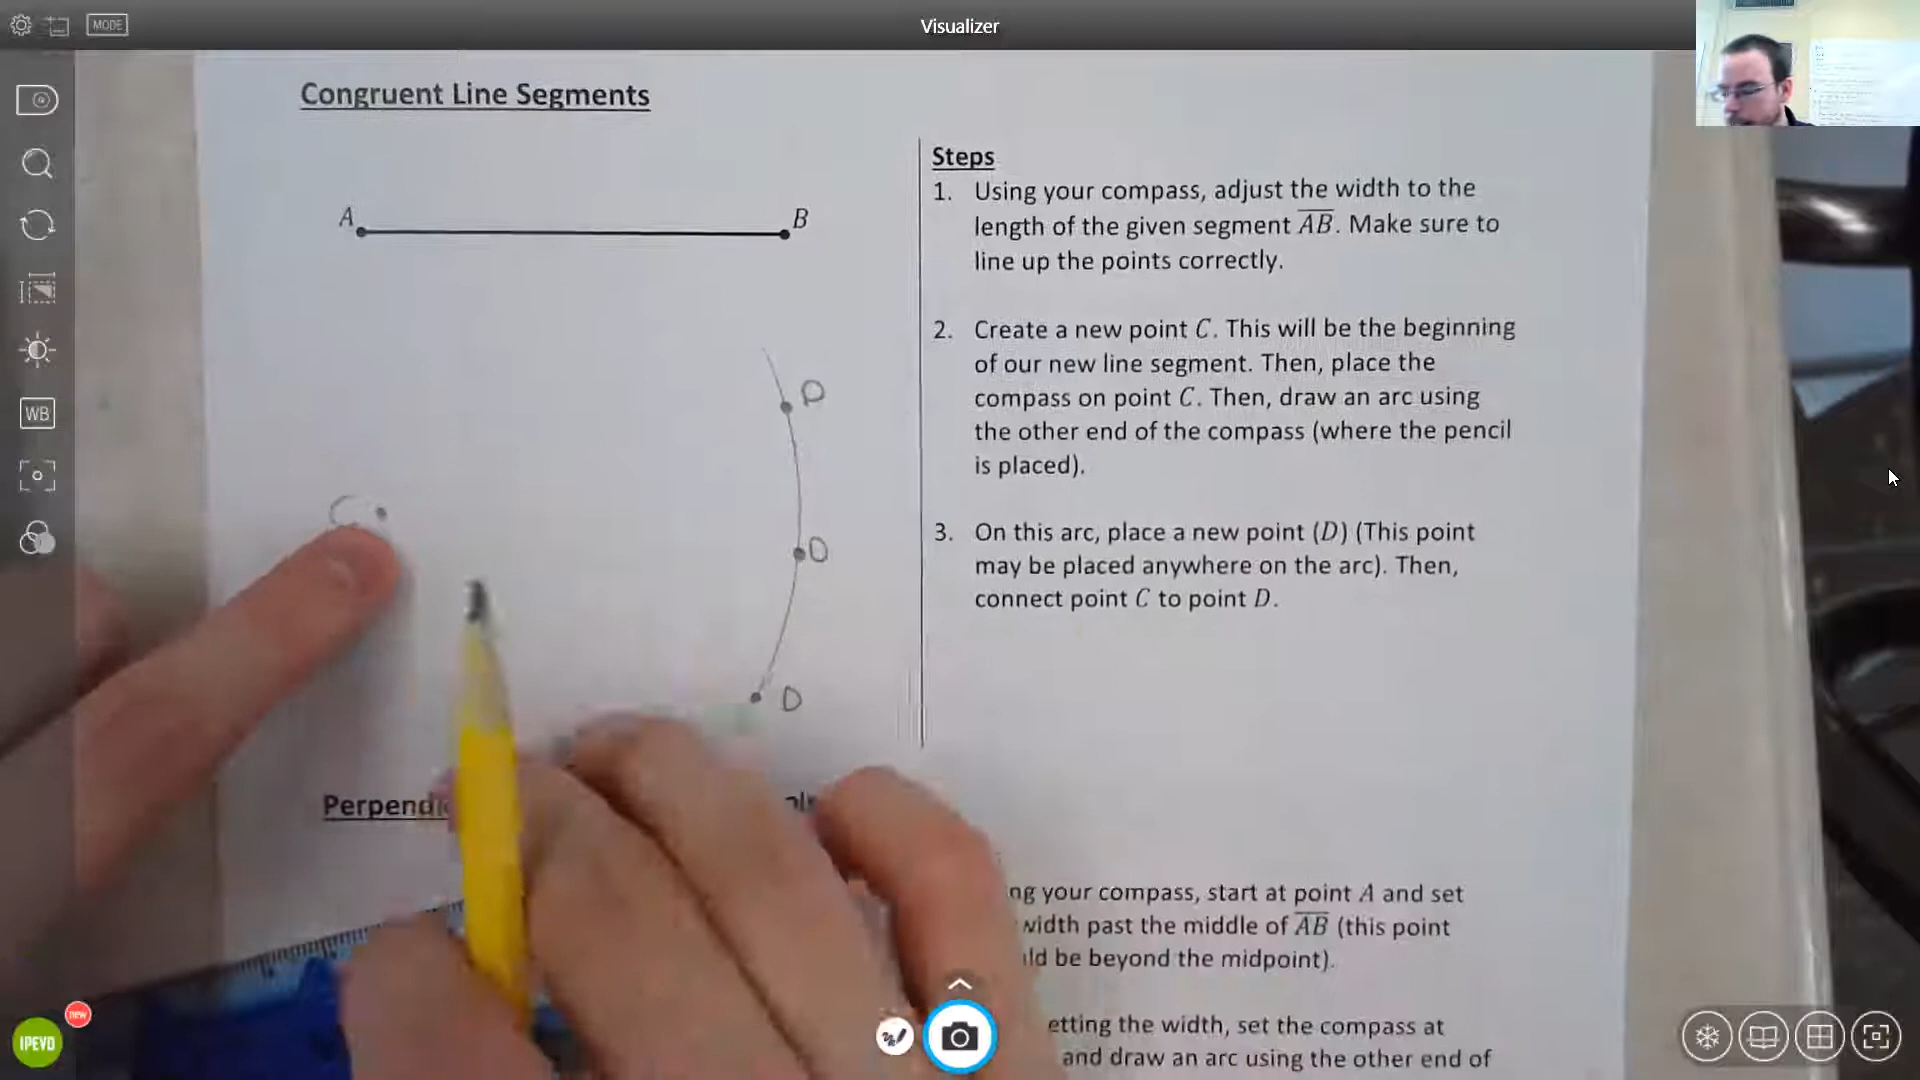 MODE
Visualizer
WB
Congruent Line Segments
A
B
C
D
D
D
Steps
1. Using your compass, adjust the width to the
length of the given segment AB. Make sure to
line up the points correctly.
2. Create a new point C. This will be the beginning
of our new line segment. Then, place the
compass on point C. Then, draw an arc using
the other end of the compass (where the pencil
is placed).
3. On this arc, place a new point (D) (This point
may be placed anywhere on the arc). Then,
connect point C to point D.
ng your compass, start at point A and set
width past the middle of AB (this point
ld be beyond the midpoint).
etting the width, set the compass at
and draw an arc using the other end of
new
IPEVO